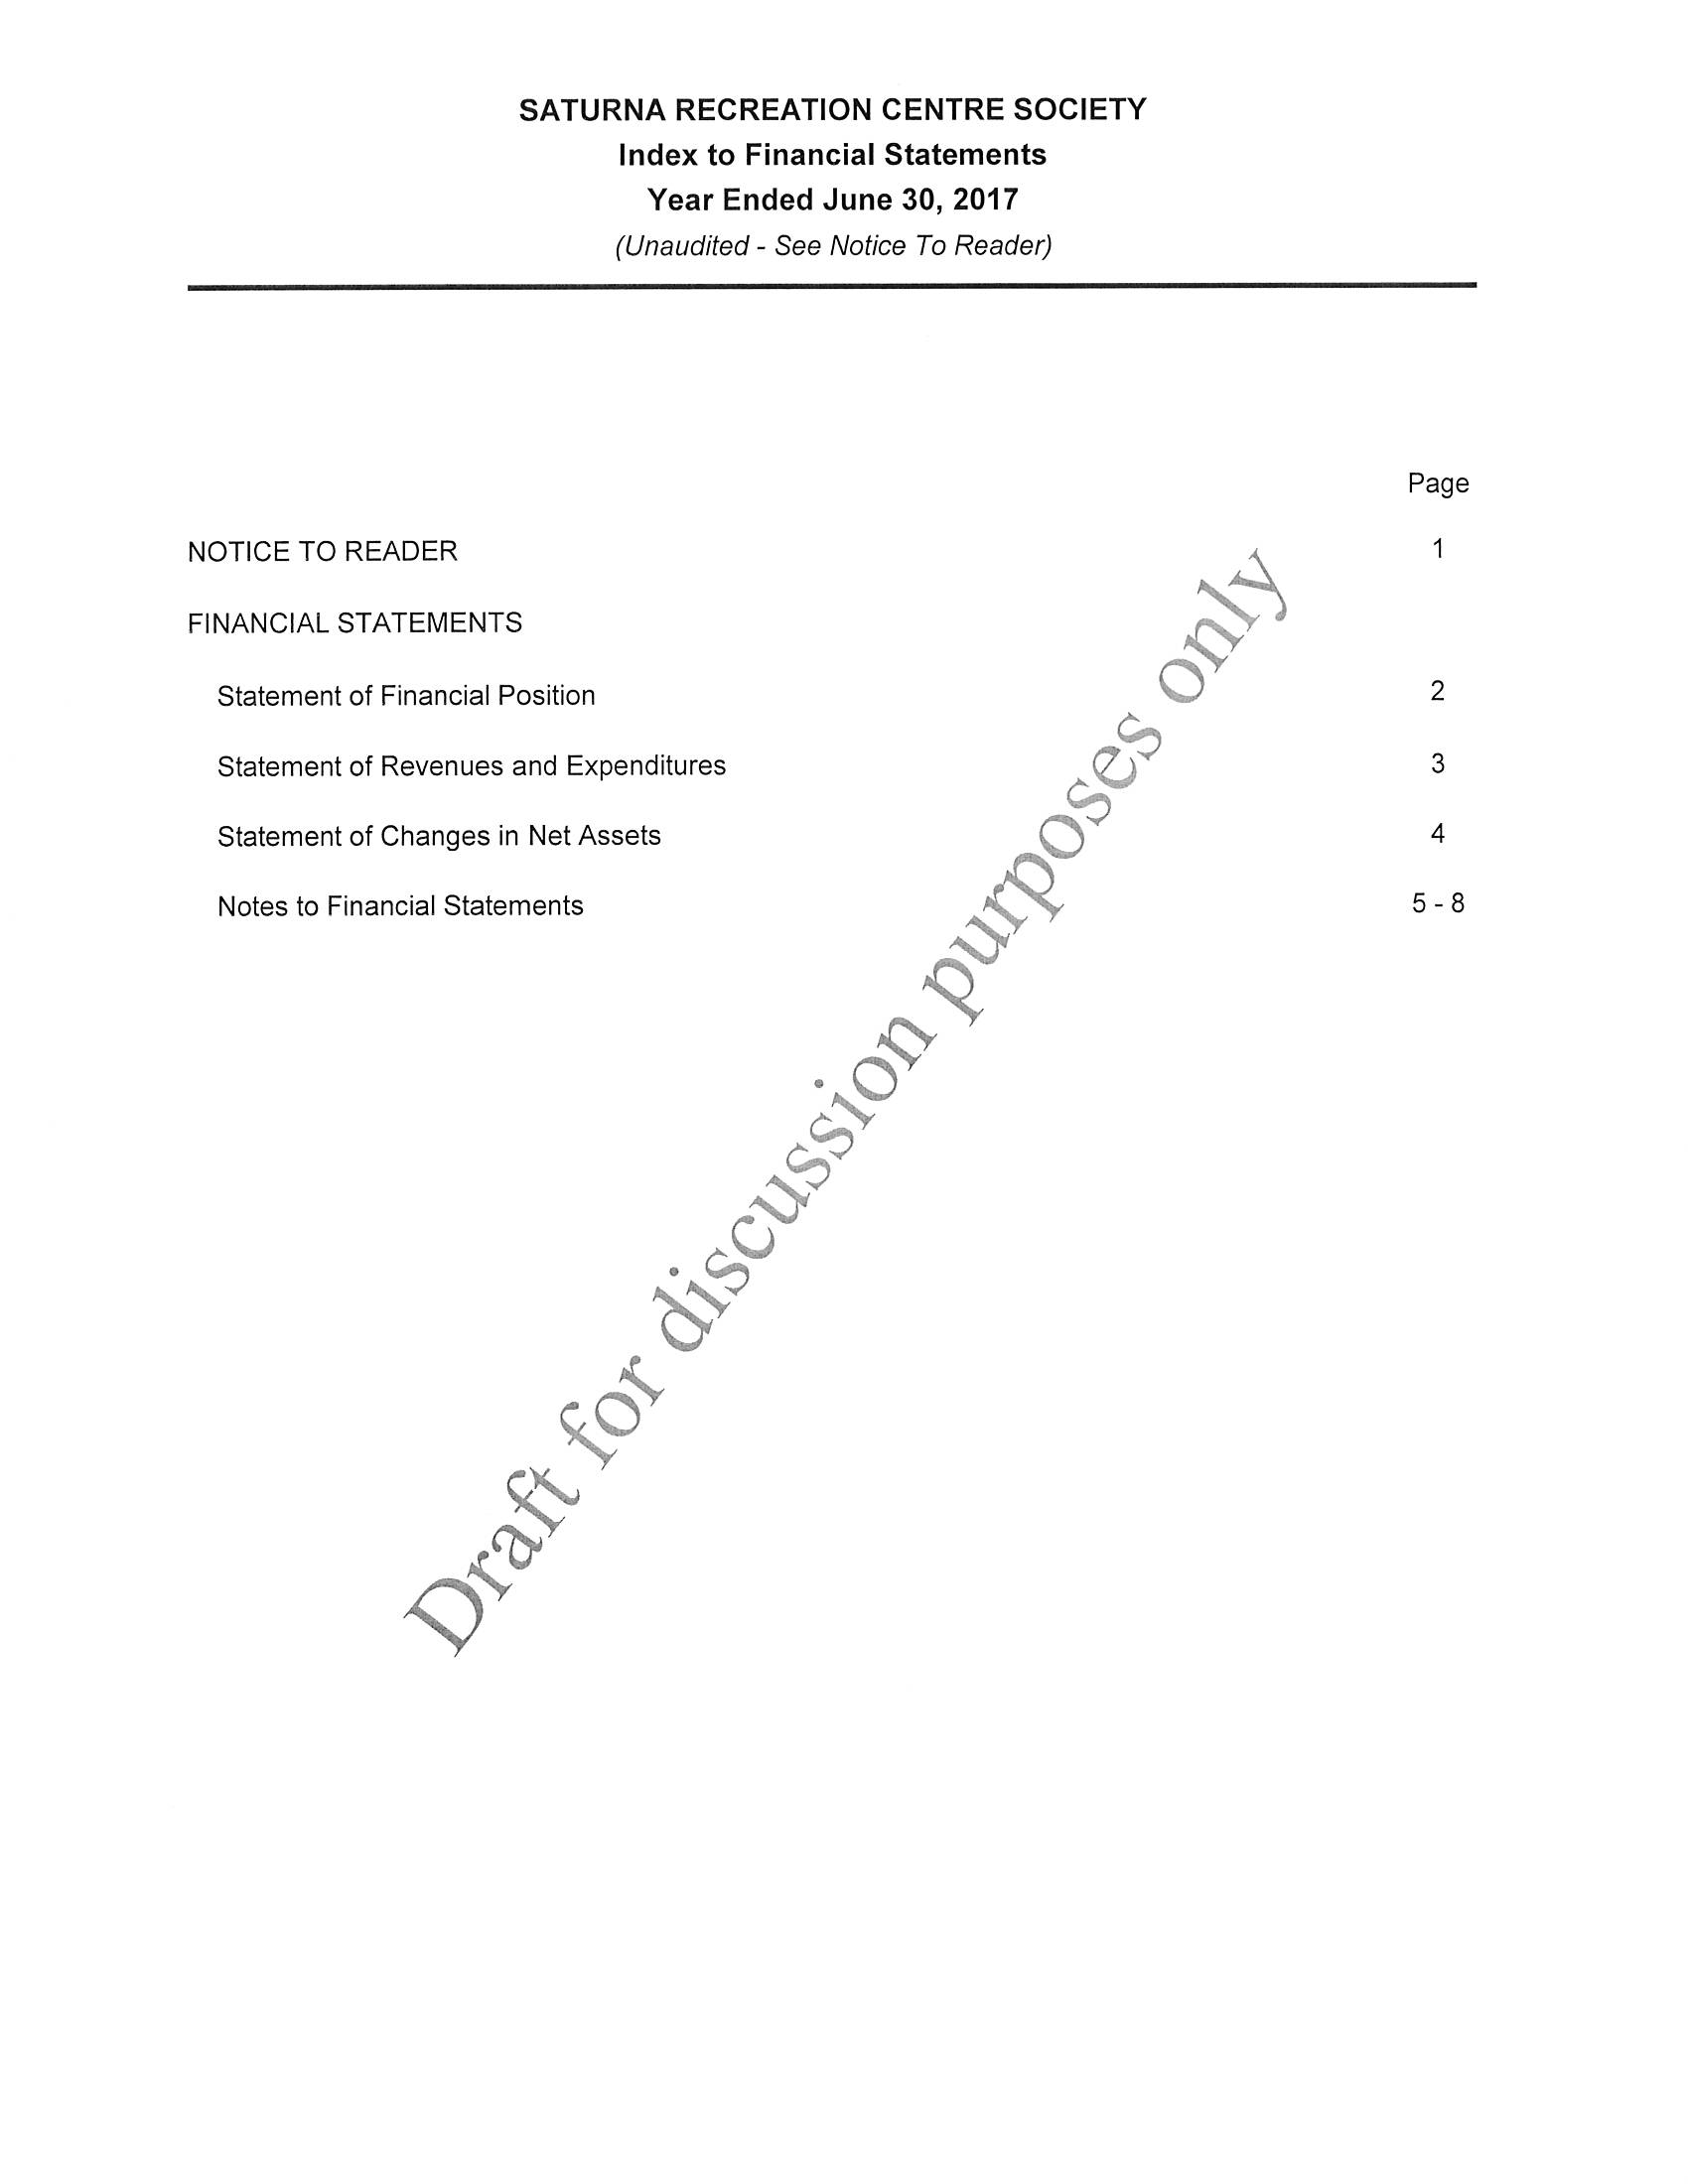 SATURNA RECREATION CENTRE SOCIETY
Index to Financial Statements
Year Ended June 30, 2017
(Unaudited - See Notice To Reader)
Page
NOTICE TO READER 1
FINANCIAL STATEMENTS
Statement of Financial Position 2
Statement of Revenues and Expenditures 3
Statement of Changes in Net Assets 4
Notes to Financial Statements 5 - 8
Draft for discussion purposes only